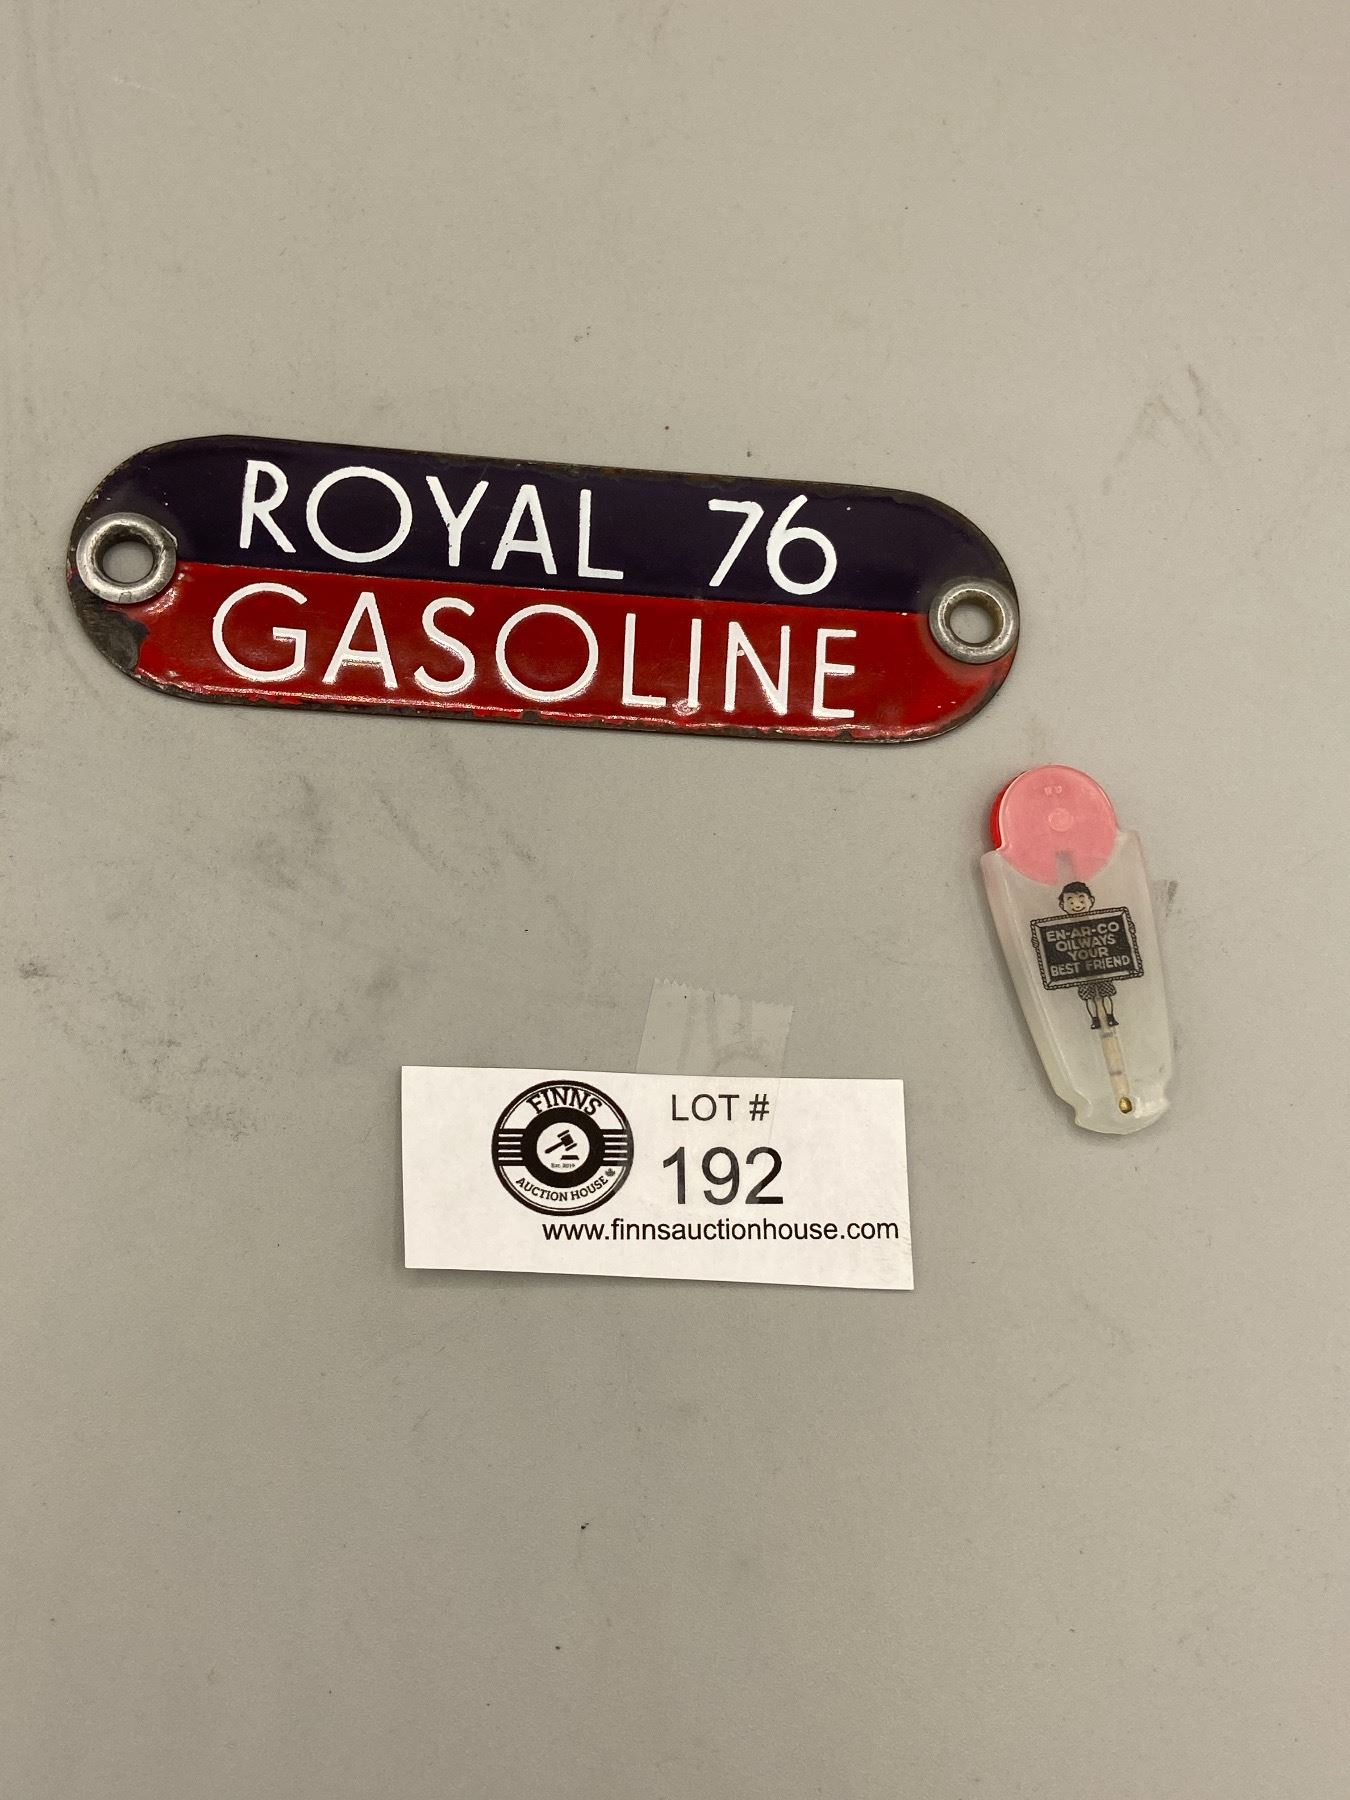 ROYAL 76
GASOLINE
EN-AR-CO
OILWAYS
YOUR
BEST FRIEND
FINNS
AUCTION HOUSE
LOT #
192
www.finnsauctionhouse.com